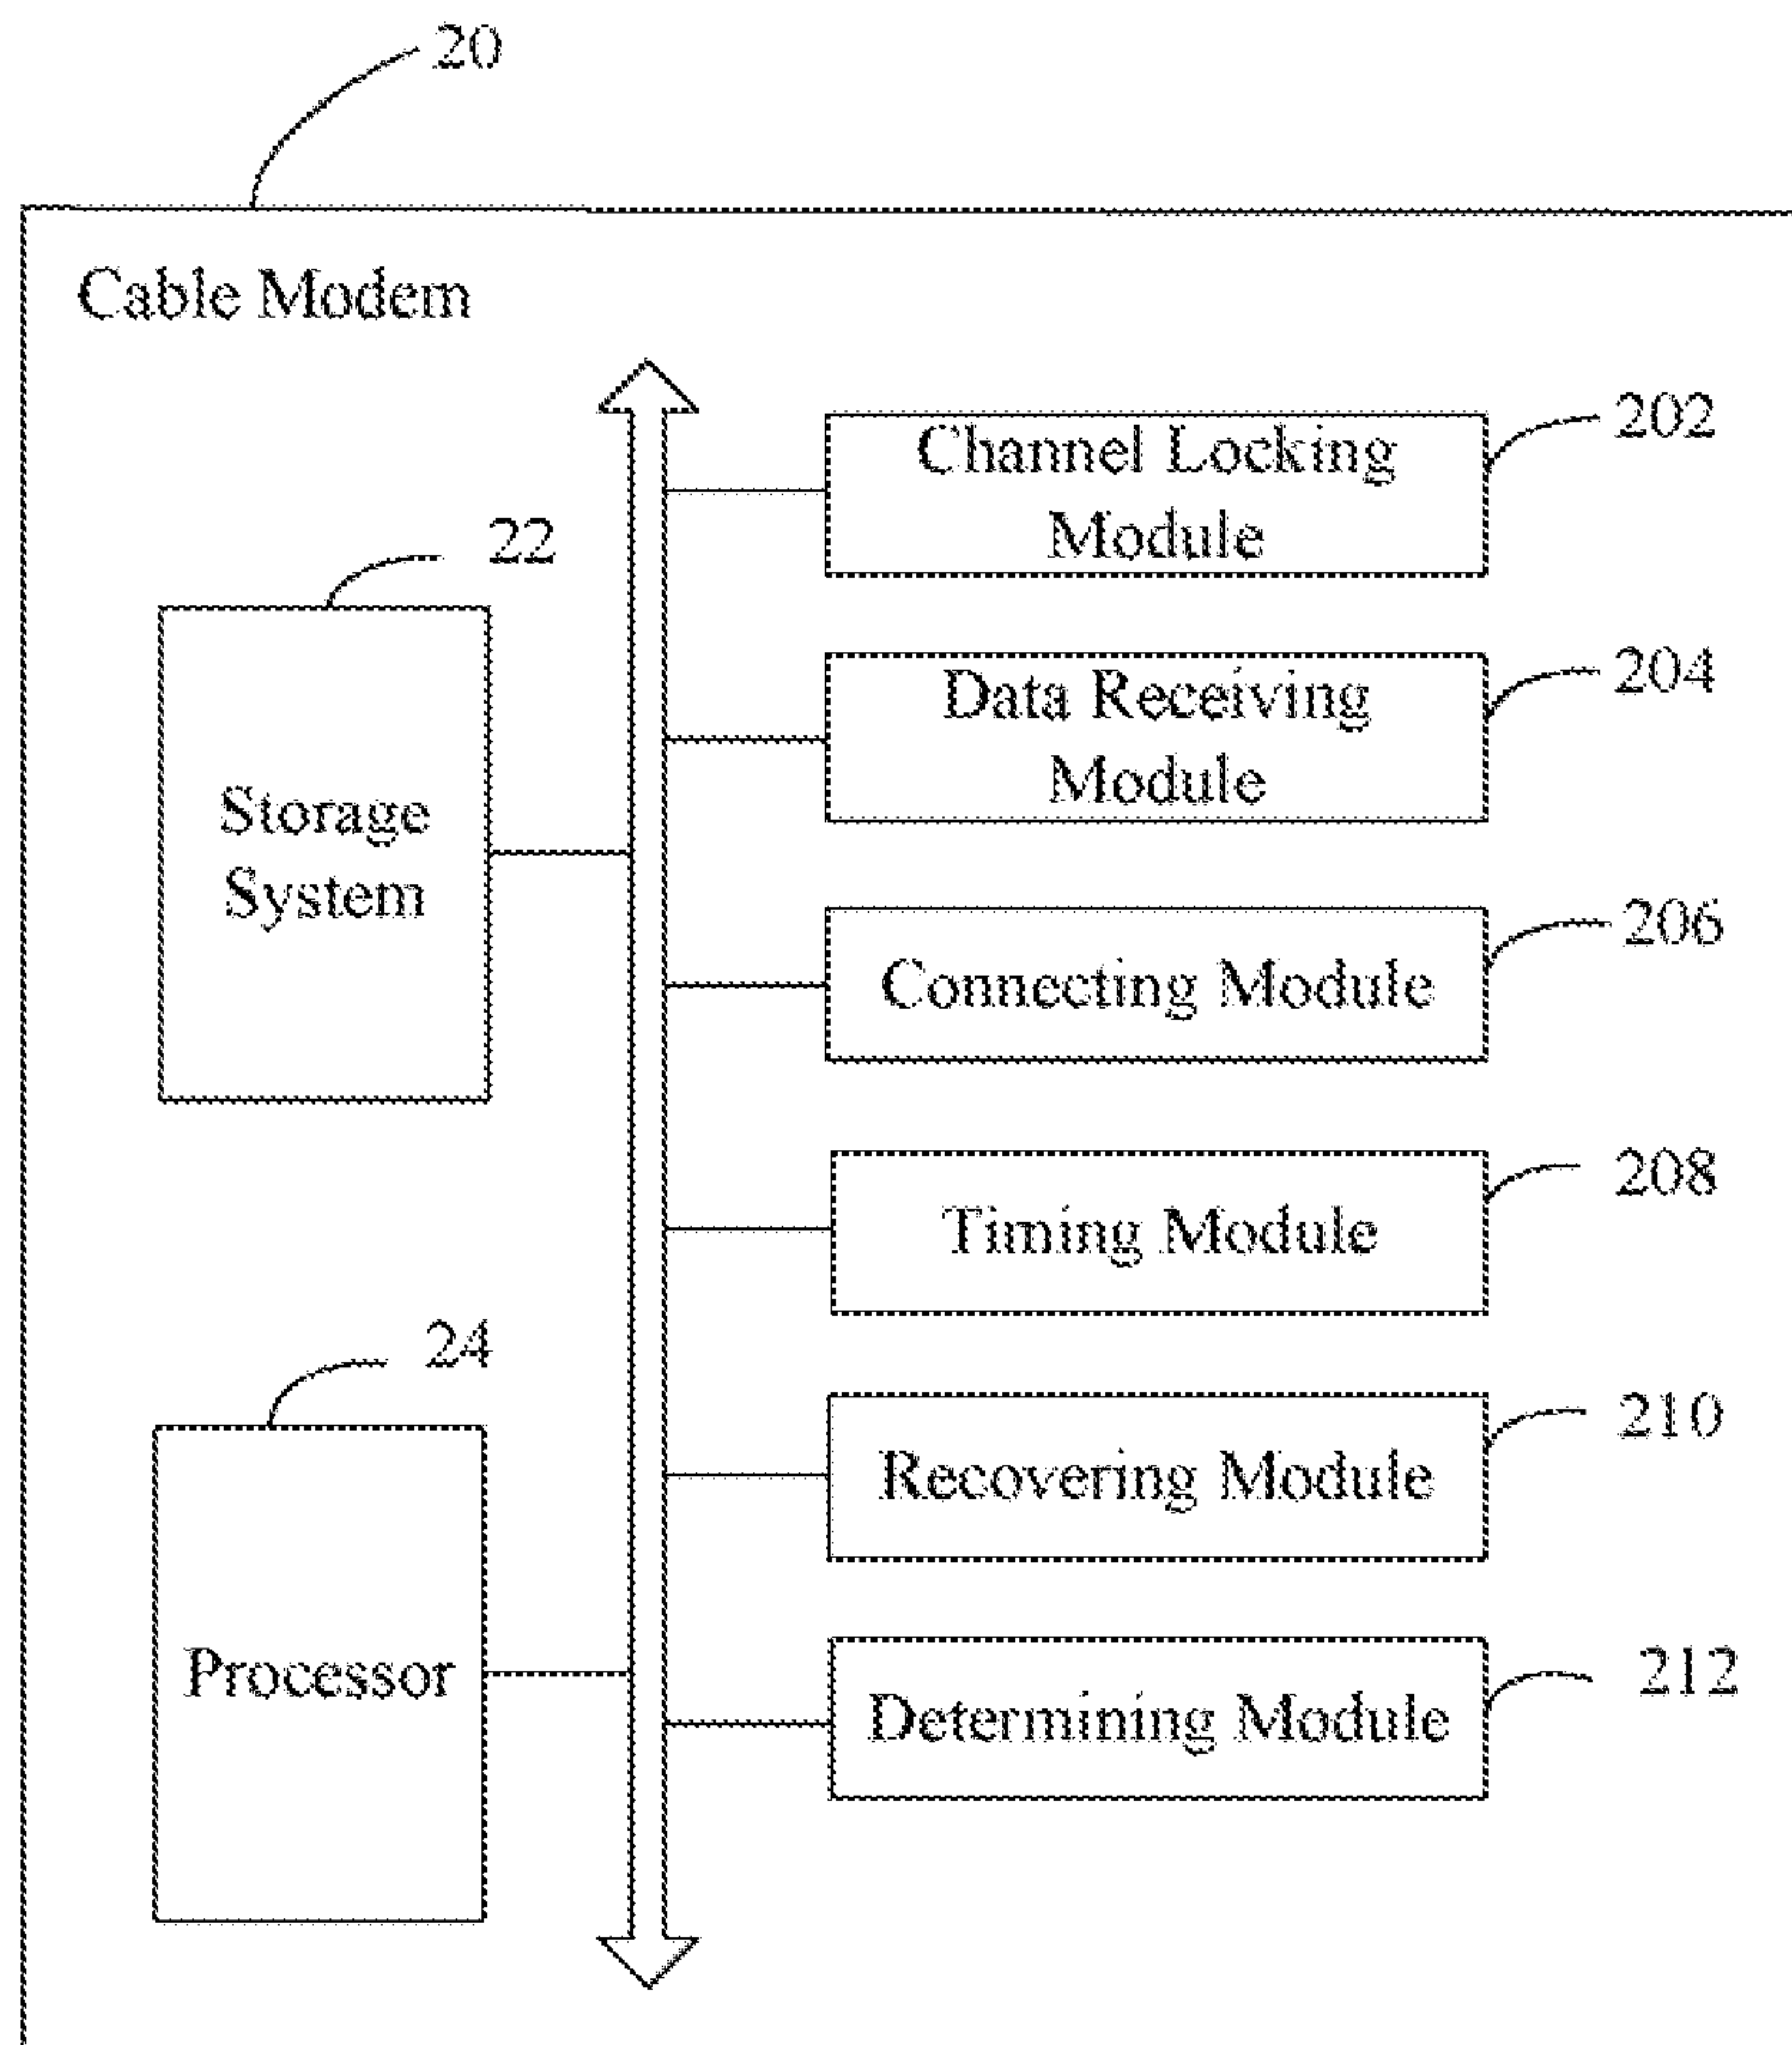 20
Cable Modem
Channel Locking
Module
202
22
Data Receiving
Module
204
Storage
System
Connecting Module
206
Timing Module
208
24
Recovering Module
210
Processor
Determining Module
212